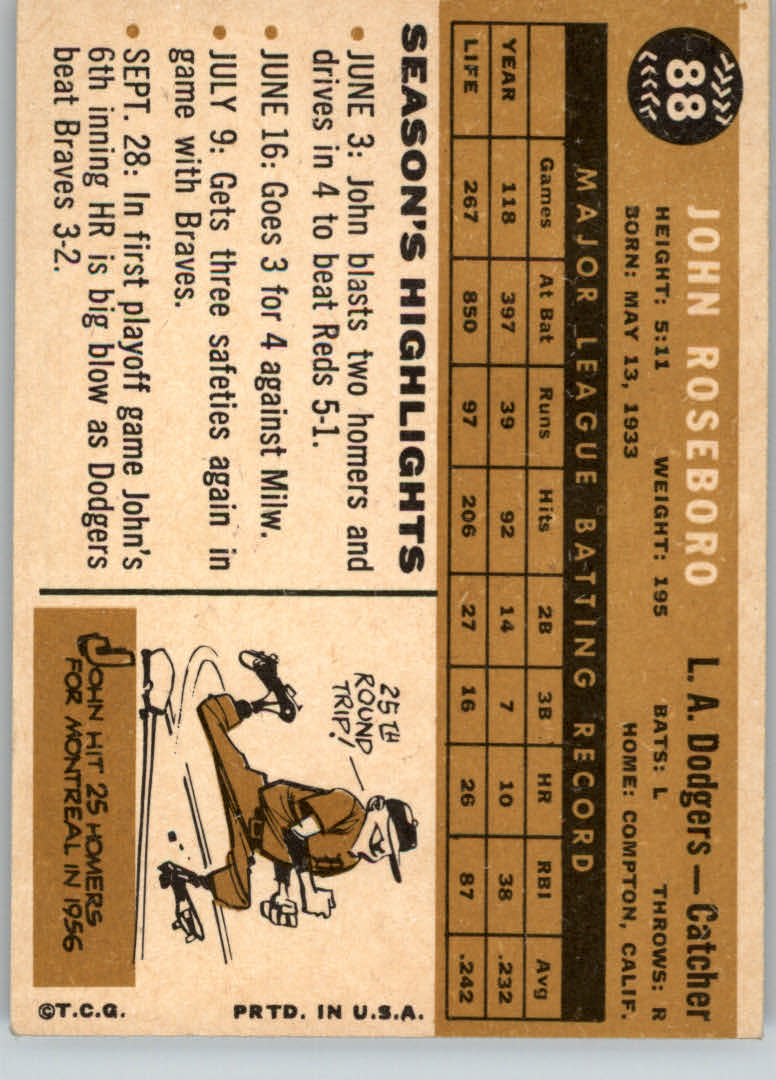 88
JOHN ROSEBORO L. A. Dodgers — Catcher
HEIGHT: 5:11 WEIGHT: 195 BATS: L THROWS: R
BORN: MAY 13, 1933 HOME: COMPTON, CALIF.
MAJOR LEAGUE BATTING RECORD
Games At Bat Runs Hits 2B 3B HR RBI Avg
YEAR 118 397 39 92 14 7 10 38 .232
LIFE 267 850 97 206 27 16 26 87 .242
SEASON'S HIGHLIGHTS
• JUNE 3: John blasts two homers and
drives in 4 to beat Reds 5-1.
• JUNE 16: Goes 3 for 4 against Milw.
• JULY 9: Gets three safeties again in
game with Braves.
• SEPT. 28: In first playoff game John's
6th inning HR is big blow as Dodgers
beat Braves 3-2.
25TH
ROUND
TRIP!
JOHN HIT 25 HOMERS
FOR MONTREAL IN 1956
©T.C.G. PRTD. IN U.S.A.